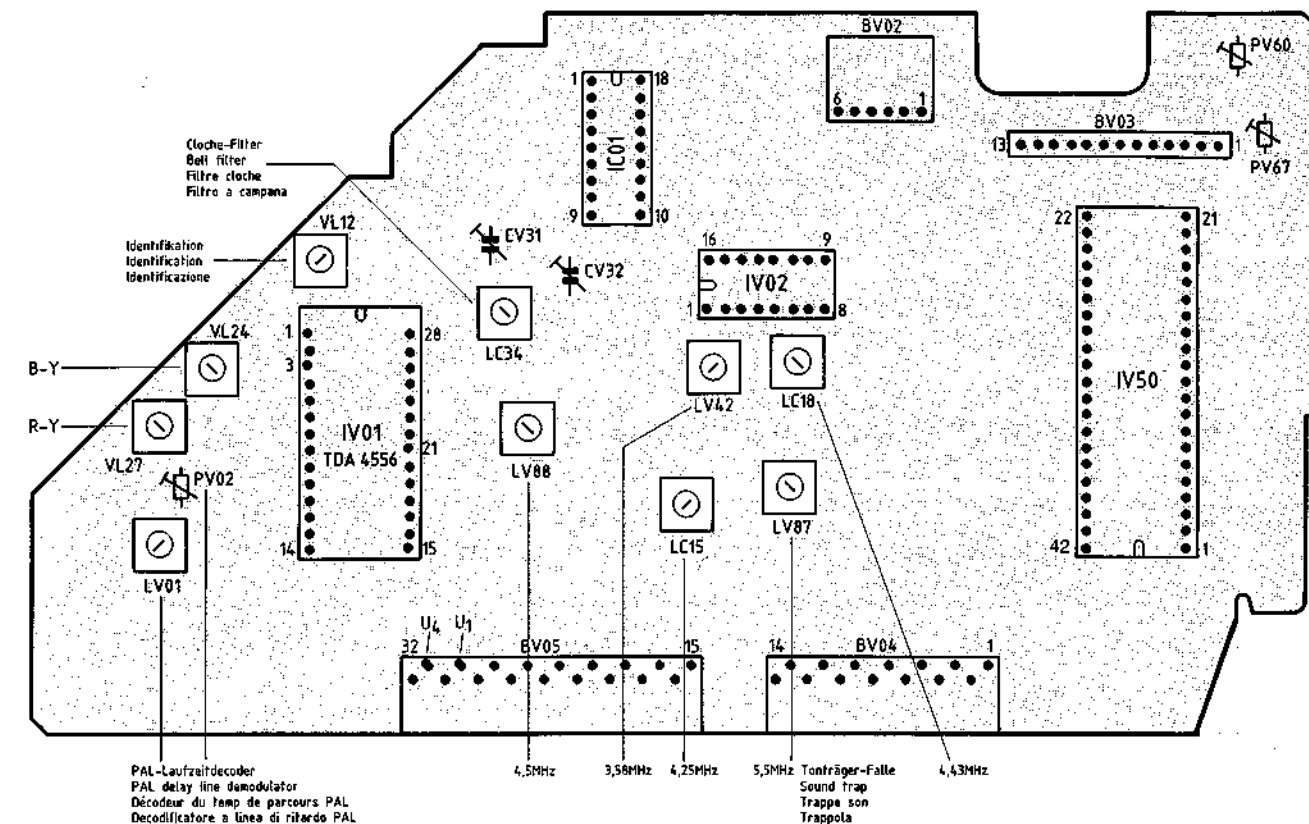 BV02
PV60
1
18
6
1
BV03
13
1
PV67
Cloche-Filter
Bell filter
Filtre cloche
Filtro a campana
IC01
9
10
22
21
VL12
CV31
16
9
Identifikation
Identification
Identificazione
CV32
IV02
1
8
1
28
VL24
LC34
3
B-Y
LV42
LC18
IV50
R-Y
IV01
TDA 4556
21
VL27
LV88
PV02
LV87
LC15
14
15
42
1
LV01
U4
U1
32
BV05
15
14
BV04
1
PAL-Laufzeitdecoder
PAL delay line demodulator
Décodeur du temp de parcours PAL
Decodificatore a linea di ritardo PAL
4,5MHz
3,58MHz
4,25MHz
5,5MHz Tonträger-Falle
Sound trap
Trappe son
Trappola
4,43MHz